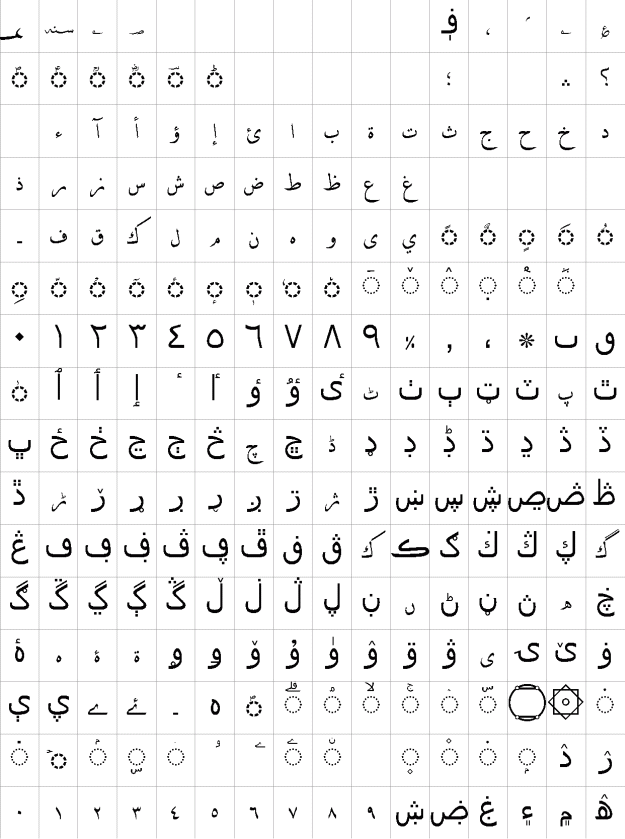 ؀ ؁ ؂ ؃ ؋ ، ؍ ؎ ؏
ؐ ؑ ؒ ؓ ؔ ؕ ؛ ؞ ؟
ء آ أ ؤ إ ئ ا ب ة ت ث ج ح خ د
ذ ر ز س ش ص ض ط ظ ع غ
ـ ف ق ك ل م ن ه و ى ي ً ٌ ٍ َ ُ
ِ ّ ْ ٓ ٔ ٕ ٖ ٗ ٘ ٙ ٚ ٛ ٜ ٝ ٞ
٠ ١ ٢ ٣ ٤ ٥ ٦ ٧ ٨ ٩ ٪ ٫ ٬ ٭ ٮ ٯ
ٰ ٱ ٲ ٳ ٴ ٵ ٶ ٷ ٸ ٹ ٺ ٻ ټ ٽ پ ٿ
ڀ ځ ڂ ڃ ڄ څ چ ڇ ڈ ډ ڊ ڋ ڌ ڍ ڎ ڏ
ڐ ڑ ڒ ړ ڔ ڕ ږ ڗ ژ ڙ ښ ڛ ڜ ڝ ڞ ڟ
ڠ ڡ ڢ ڣ ڤ ڥ ڦ ڧ ڨ ک ڪ ګ ڬ ڭ ڮ گ
ڰ ڱ ڲ ڳ ڴ ڵ ڶ ڷ ڸ ڹ ں ڻ ڼ ڽ ھ ڿ
ۀ ہ ۂ ۃ ۄ ۅ ۆ ۇ ۈ ۉ ۊ ۋ ی ۍ ێ ۏ
ې ۑ ے ۓ ۔ ە ۖ ۗ ۘ ۙ ۚ ۛ ۜ ۝ ۞ ۟
۠ ۡ ۢ ۣ ۤ ۥ ۦ ۧ ۨ ۪ ۫ ۬ ۭ ۮ ۯ
۰ ۱ ۲ ۳ ۴ ۵ ۶ ۷ ۸ ۹ ۺ ۻ ۼ ۽ ۾ ۿ